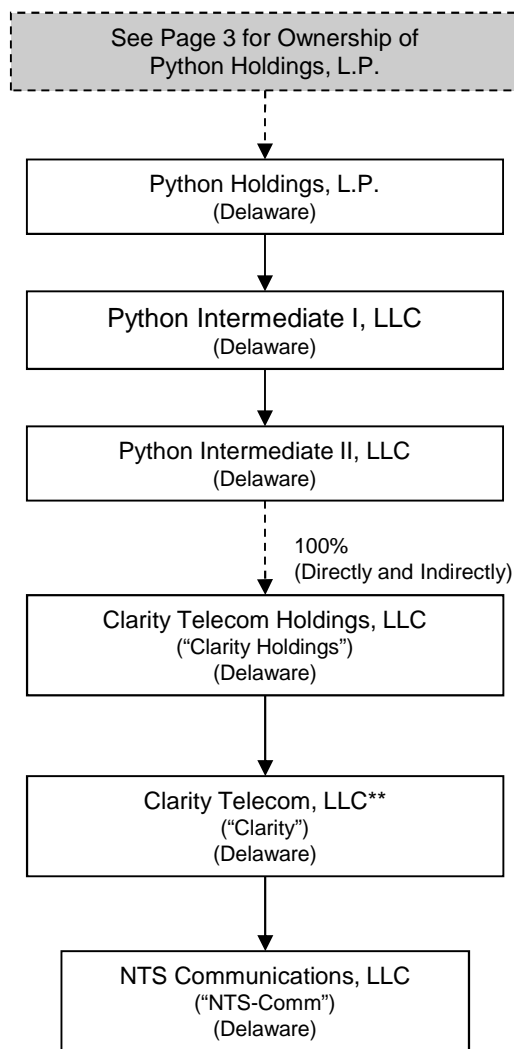 See Page 3 for Ownership of
Python Holdings, L.P.
Python Holdings, L.P.
(Delaware)
Python Intermediate I, LLC
(Delaware)
Python Intermediate II, LLC
(Delaware)
100%
(Directly and Indirectly)
Clarity Telecom Holdings, LLC
(“Clarity Holdings”)
(Delaware)
Clarity Telecom, LLC**
(“Clarity”)
(Delaware)
NTS Communications, LLC
(“NTS-Comm”)
(Delaware)